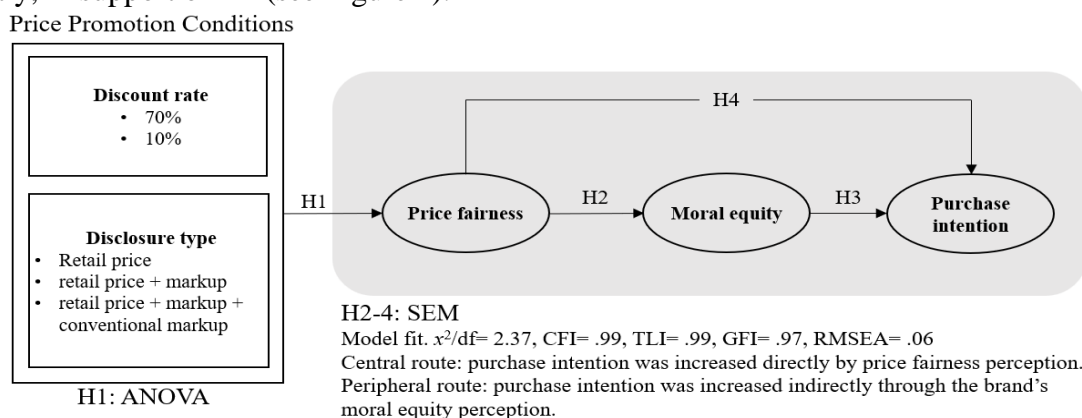 Price Promotion Conditions
Discount rate
• 70%
• 10%
Disclosure type
• Retail price
• retail price + markup
• retail price + markup +
conventional markup
H1: ANOVA
H1
Price fairness
H2
Moral equity
H3
Purchase
intention
H4
H2-4: SEM
Model fit. x²/df= 2.37, CFI= .99, TLI= .99, GFI= .97, RMSEA= .06
Central route: purchase intention was increased directly by price fairness perception.
Peripheral route: purchase intention was increased indirectly through the brand’s
moral equity perception.